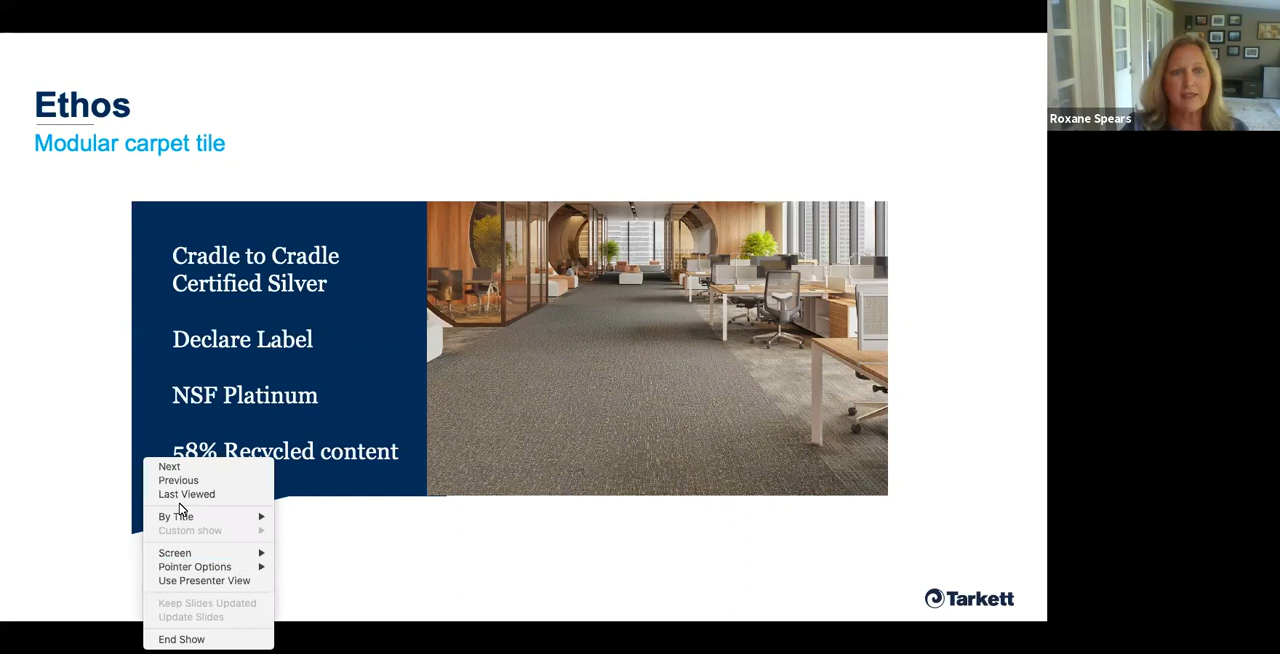 Ethos
Modular carpet tile
Cradle to Cradle
Certified Silver
Declare Label
NSF Platinum
58% Recycled content
Next
Previous
Last Viewed
By Title
Custom show
Screen
Pointer Options
Use Presenter View
Keep Slides Updated
Update Slides
End Show
Tarkett
Roxane Spears